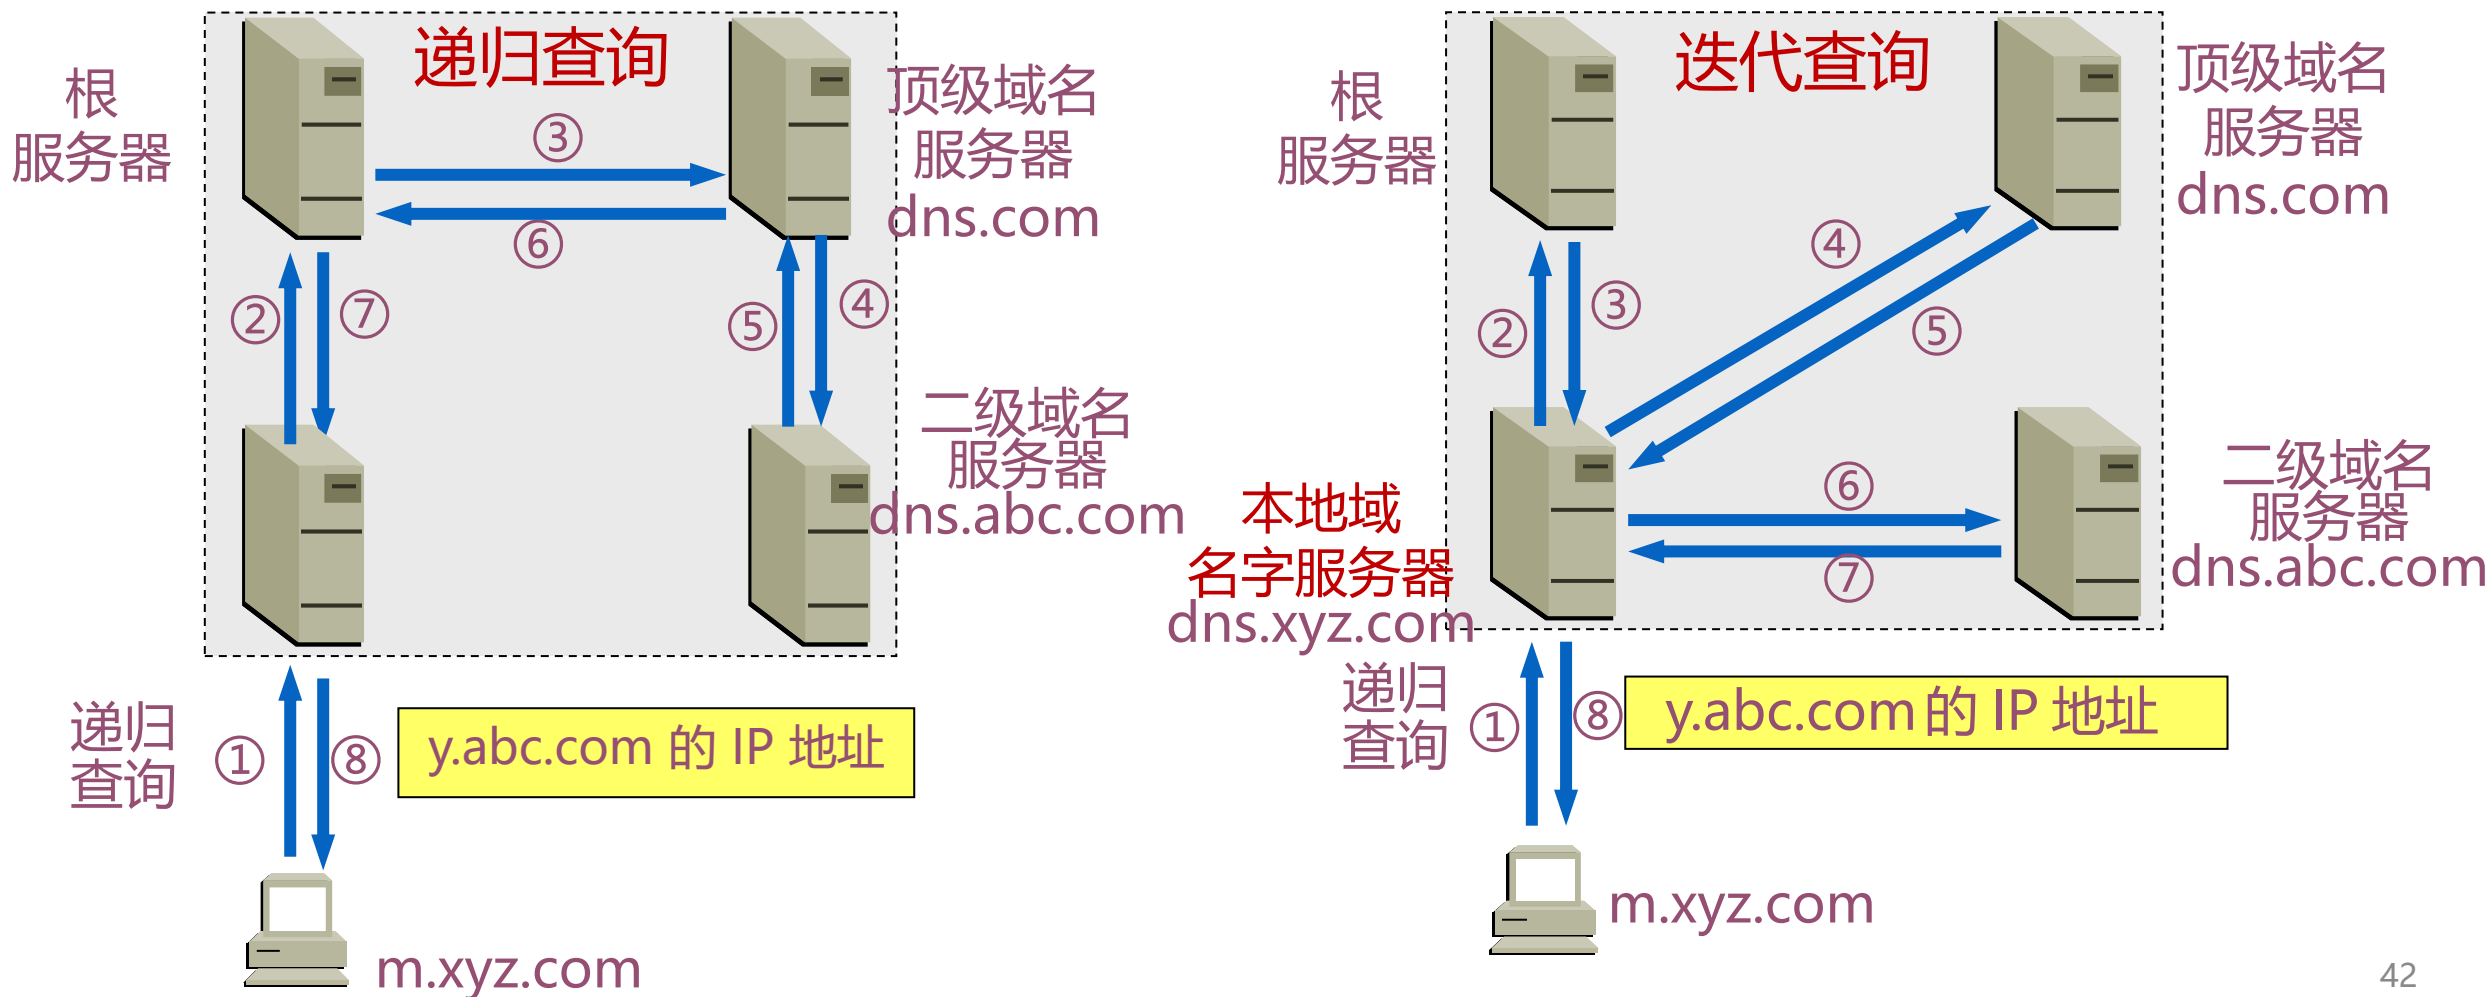 递归查询
根
服务器
顶级域名
服务器
dns.com
③
⑥
②
⑦
⑤
④
二级域名
服务器
dns.abc.com
递归
查询
①
⑧
y.abc.com 的 IP 地址
m.xyz.com
迭代查询
根
服务器
顶级域名
服务器
dns.com
④
②
③
⑤
本地域
名字服务器
dns.xyz.com
⑥
⑦
二级域名
服务器
dns.abc.com
递归
查询
①
⑧
y.abc.com 的 IP 地址
m.xyz.com
42